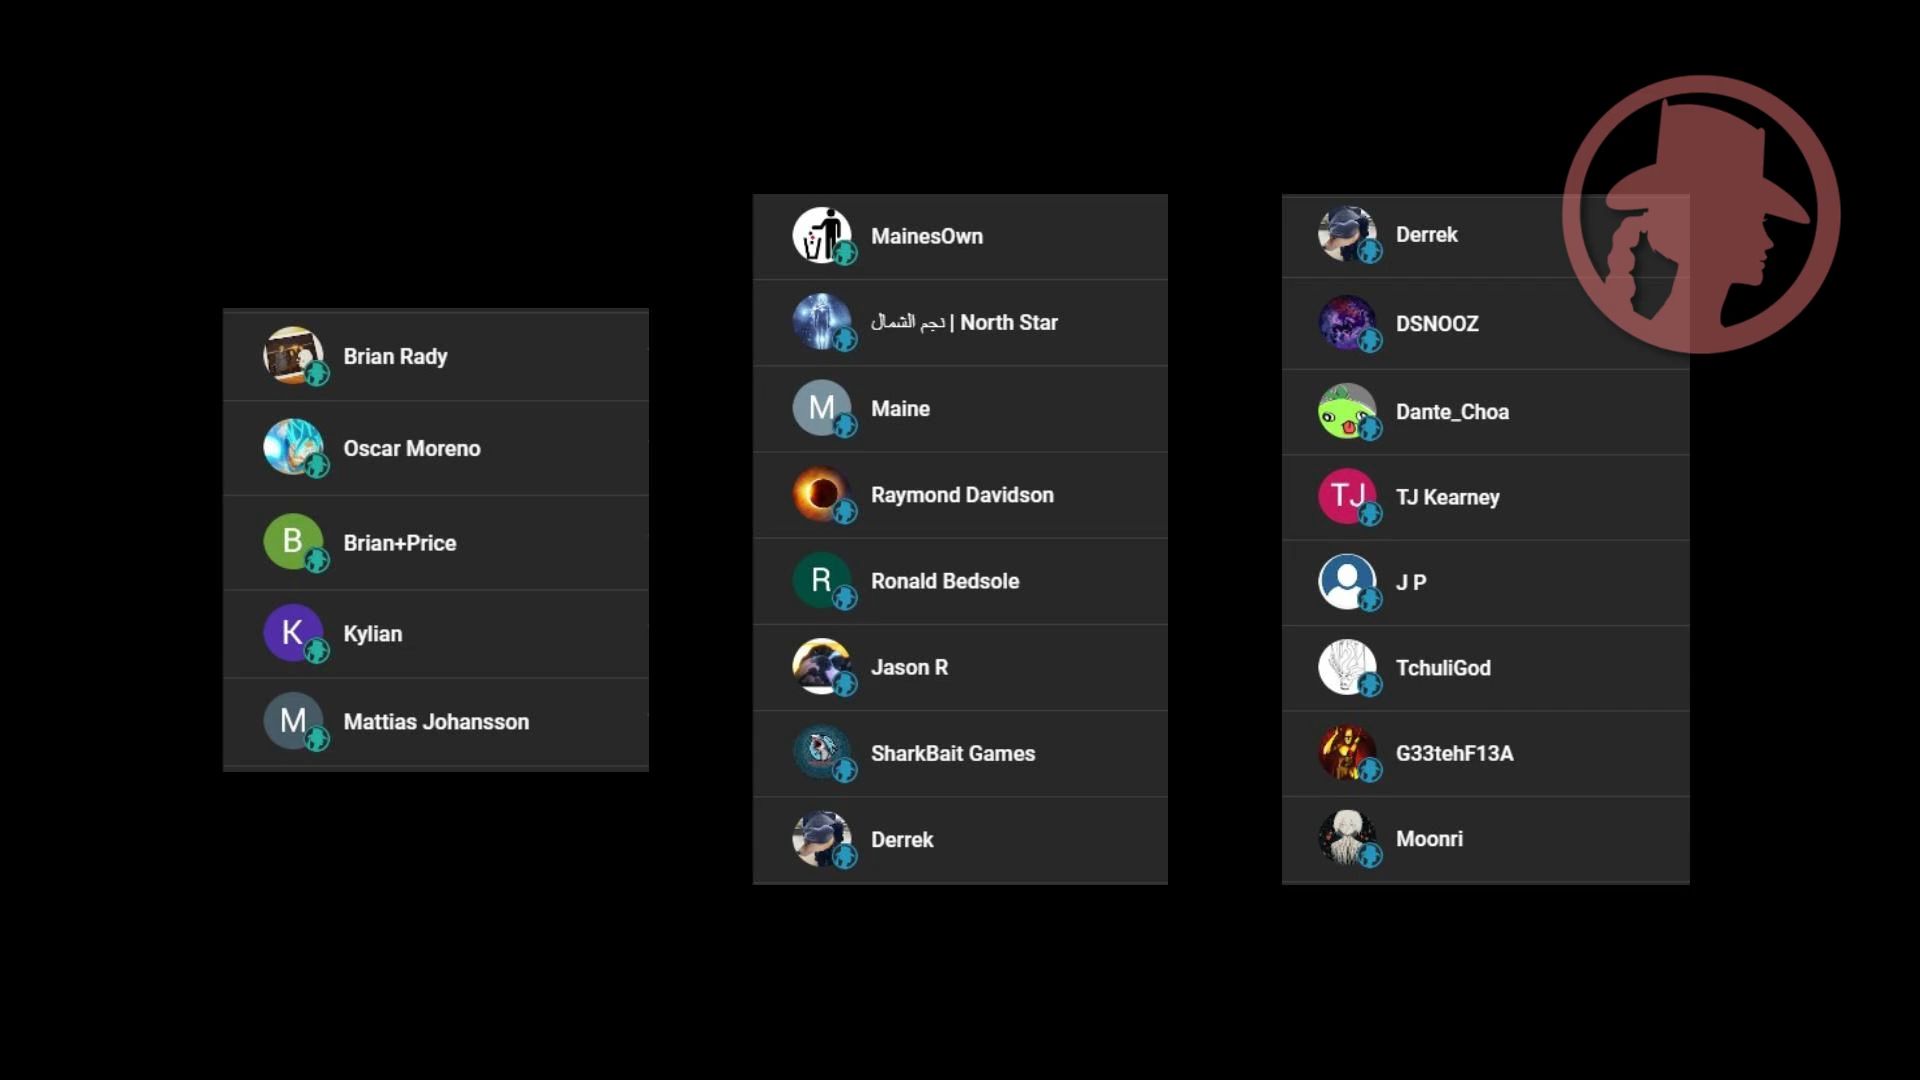 Brian Rady
Oscar Moreno
B
Brian+Price
K
Kylian
M
Mattias Johansson
MainesOwn
نجم الشمال | North Star
M
Maine
Raymond Davidson
R
Ronald Bedsole
Jason R
SharkBait Games
Derrek
Derrek
DSNOOZ
Dante_Choa
TJ
TJ Kearney
J P
TchuliGod
G33tehF13A
Moonri